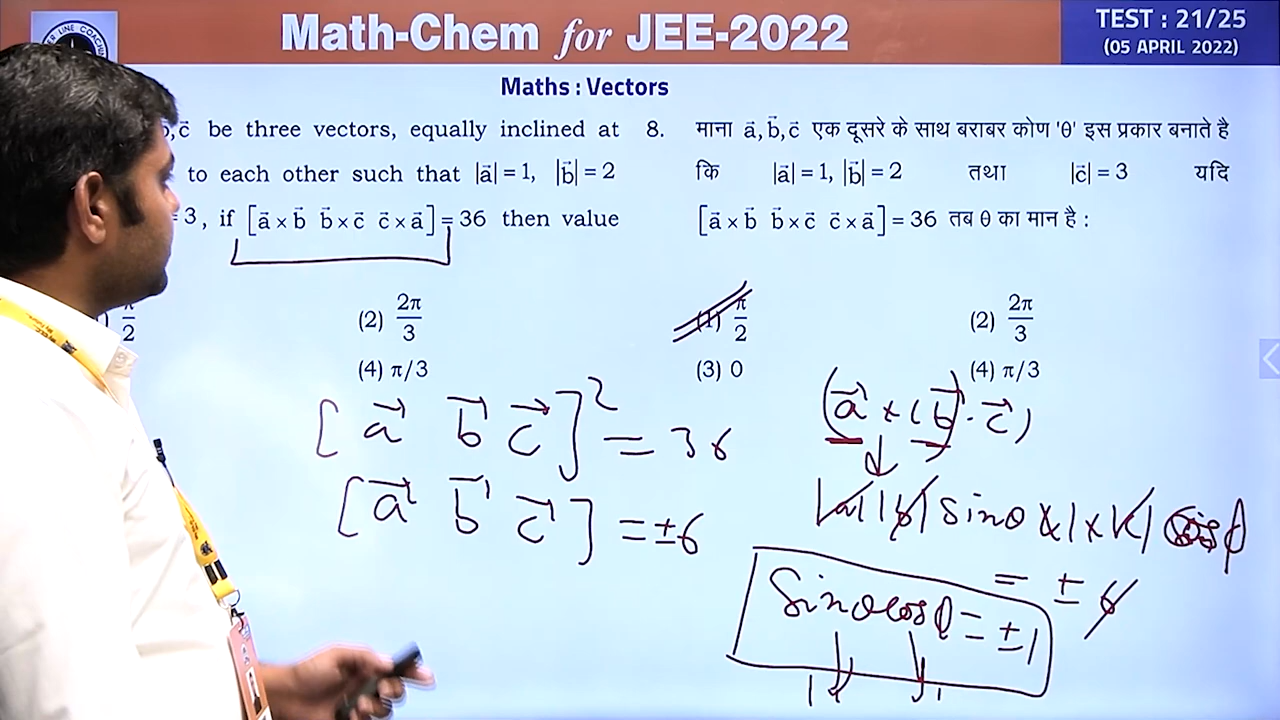 Math-Chem for JEE-2022
TEST : 21/25
(05 APRIL 2022)
Maths : Vectors
b⃗,c⃗ be three vectors, equally inclined at
to each other such that |a⃗| = 1, |b⃗| = 2
= 3 , if [a⃗ × b⃗ b⃗ × c⃗ c⃗ × a⃗] = 36 then value
π/2
(2) 2π/3
(4) π/3
8. माना a⃗, b⃗, c⃗ एक दूसरे के साथ बराबर कोण 'θ' इस प्रकार बनाते है
कि |a⃗| = 1, |b⃗| = 2 तथा |c⃗| = 3 यदि
[a⃗ × b⃗ b⃗ × c⃗ c⃗ × a⃗] = 36 तब θ का मान है :
(1) π/2
(2) 2π/3
(3) 0
(4) π/3
[a⃗ b⃗ c⃗]² = 36
[a⃗ b⃗ c⃗] = ±6
(a⃗ × (b⃗) · c⃗)
|a| |b| sinθ × |c| cos φ
= ± 6
Sinθ cosφ = ±1